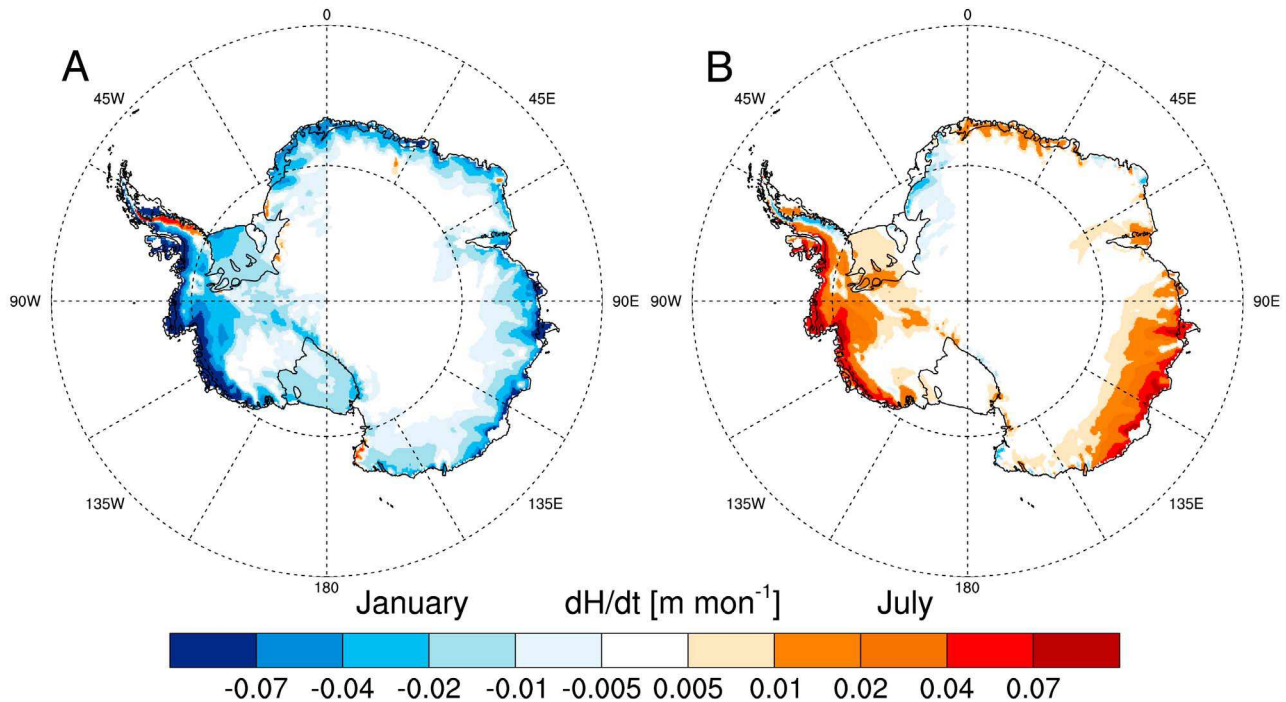 0 0
A B
45W 45E 45W 45E
90W 90E 90W 90E
135W 135E 135W 135E
180 180
January dH/dt [m mon⁻¹] July
-0.07 -0.04 -0.02 -0.01 -0.005 0.005 0.01 0.02 0.04 0.07